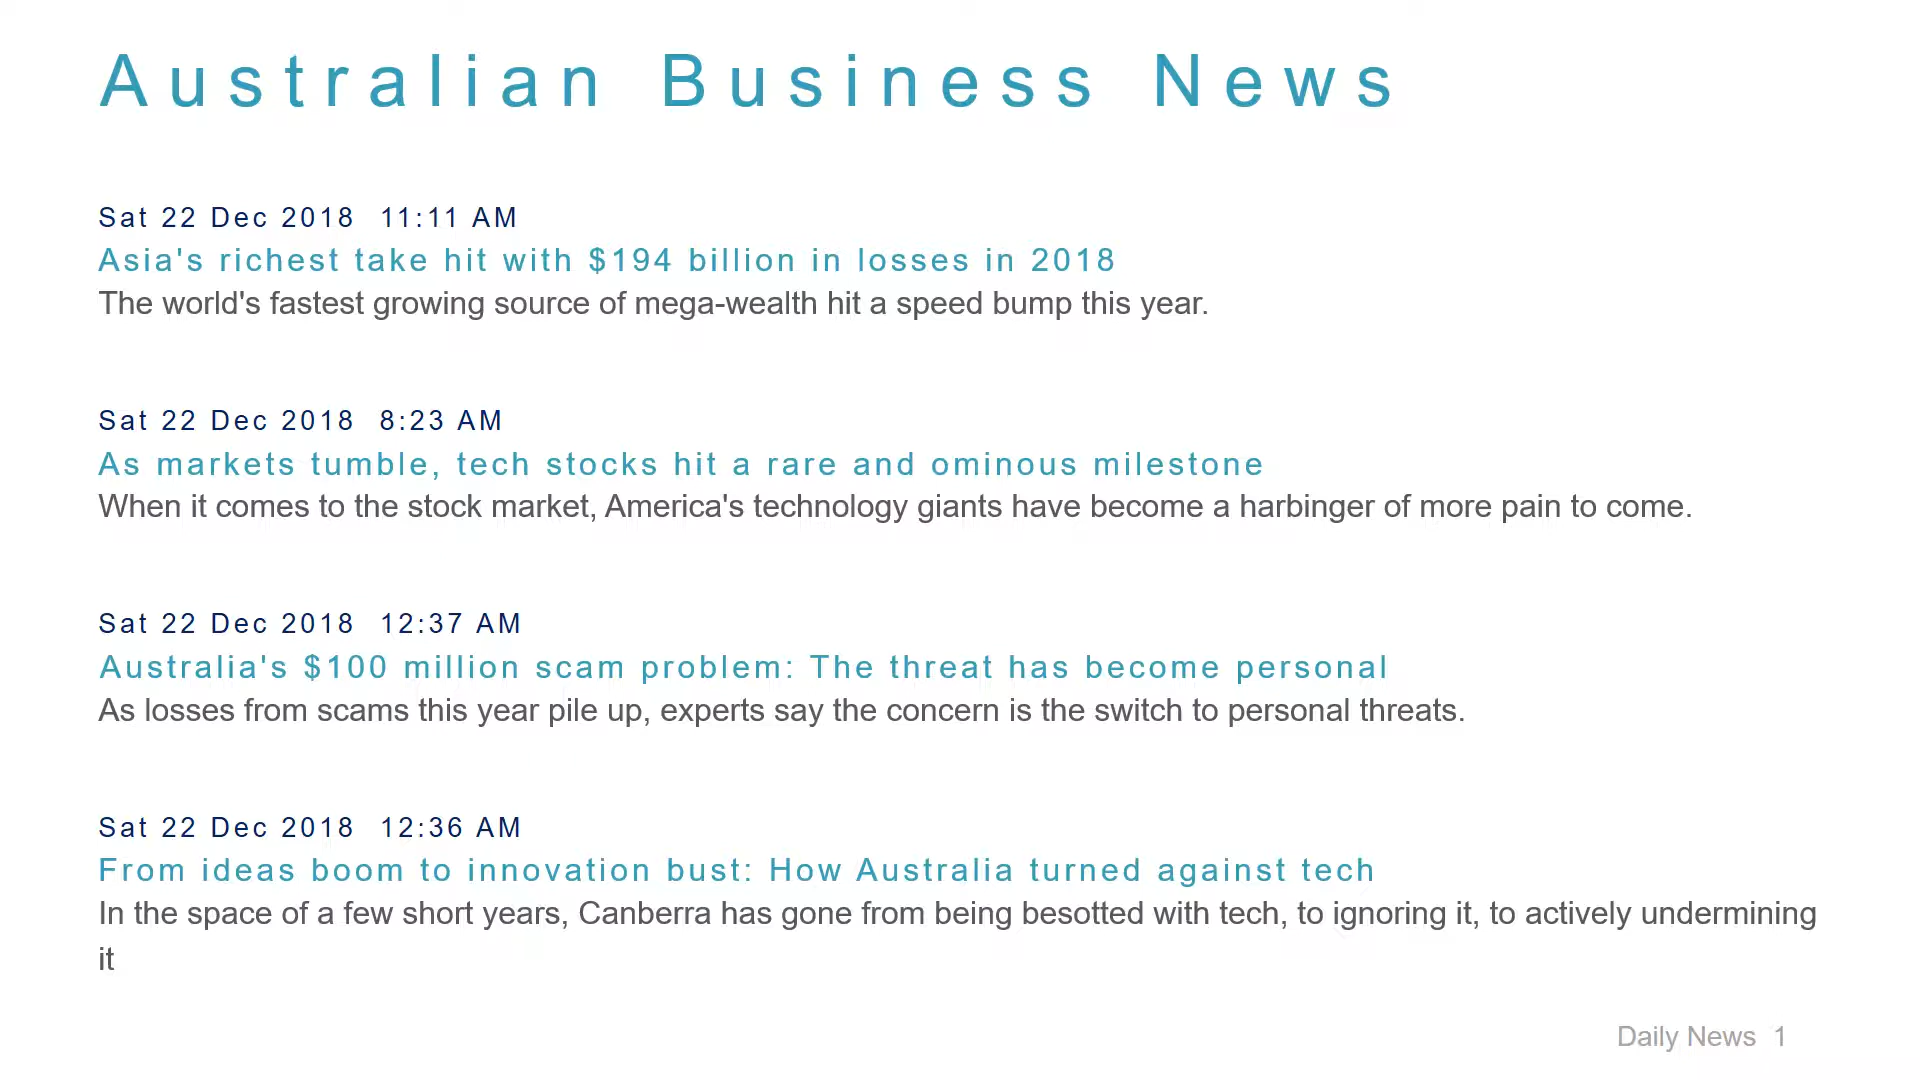 Australian Business News
Sat 22 Dec 2018 11:11 AM
Asia's richest take hit with $194 billion in losses in 2018
The world's fastest growing source of mega-wealth hit a speed bump this year.
Sat 22 Dec 2018 8:23 AM
As markets tumble, tech stocks hit a rare and ominous milestone
When it comes to the stock market, America's technology giants have become a harbinger of more pain to come.
Sat 22 Dec 2018 12:37 AM
Australia's $100 million scam problem: The threat has become personal
As losses from scams this year pile up, experts say the concern is the switch to personal threats.
Sat 22 Dec 2018 12:36 AM
From ideas boom to innovation bust: How Australia turned against tech
In the space of a few short years, Canberra has gone from being besotted with tech, to ignoring it, to actively undermining
it
Daily News 1